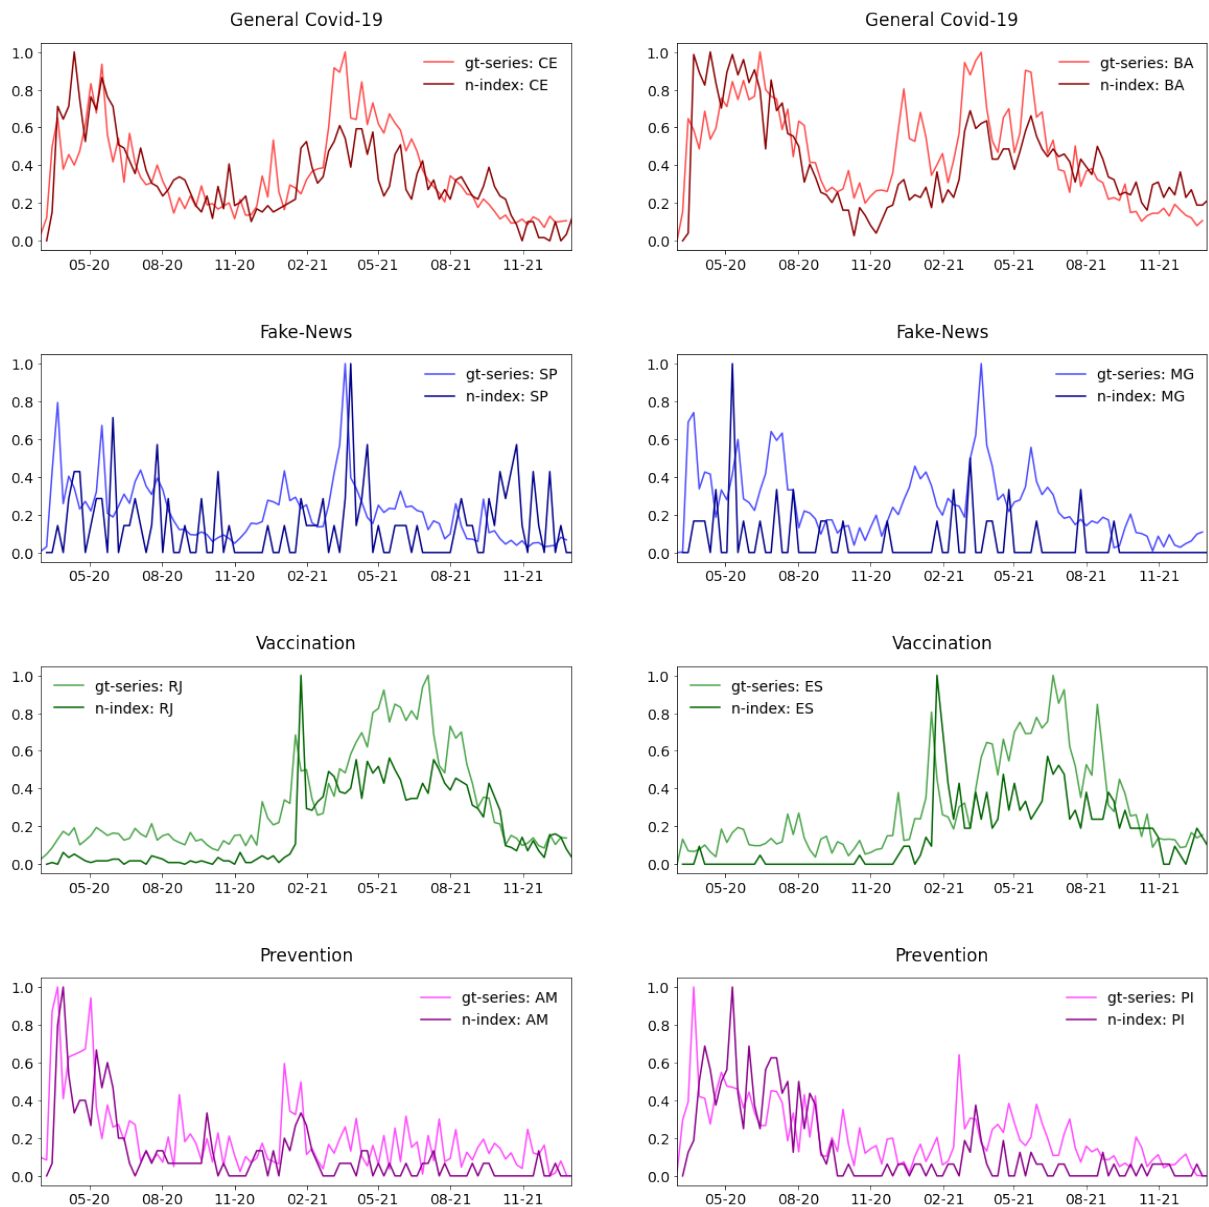 General Covid-19
1.0
0.8
0.6
0.4
0.2
0.0
gt-series: CE
n-index: CE
05-20 08-20 11-20 02-21 05-21 08-21 11-21
General Covid-19
1.0
0.8
0.6
0.4
0.2
0.0
gt-series: BA
n-index: BA
05-20 08-20 11-20 02-21 05-21 08-21 11-21
Fake-News
1.0
0.8
0.6
0.4
0.2
0.0
gt-series: SP
n-index: SP
05-20 08-20 11-20 02-21 05-21 08-21 11-21
Fake-News
1.0
0.8
0.6
0.4
0.2
0.0
gt-series: MG
n-index: MG
05-20 08-20 11-20 02-21 05-21 08-21 11-21
Vaccination
1.0
0.8
0.6
0.4
0.2
0.0
gt-series: RJ
n-index: RJ
05-20 08-20 11-20 02-21 05-21 08-21 11-21
Vaccination
1.0
0.8
0.6
0.4
0.2
0.0
gt-series: ES
n-index: ES
05-20 08-20 11-20 02-21 05-21 08-21 11-21
Prevention
1.0
0.8
0.6
0.4
0.2
0.0
gt-series: AM
n-index: AM
05-20 08-20 11-20 02-21 05-21 08-21 11-21
Prevention
1.0
0.8
0.6
0.4
0.2
0.0
gt-series: PI
n-index: PI
05-20 08-20 11-20 02-21 05-21 08-21 11-21